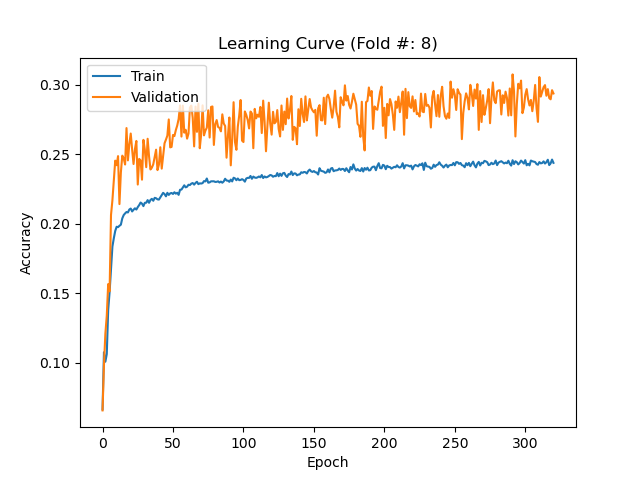 Learning Curve (Fold #: 8)
Train
Validation
0.30
0.25
0.20
0.15
0.10
Accuracy
0 50 100 150 200 250 300
Epoch